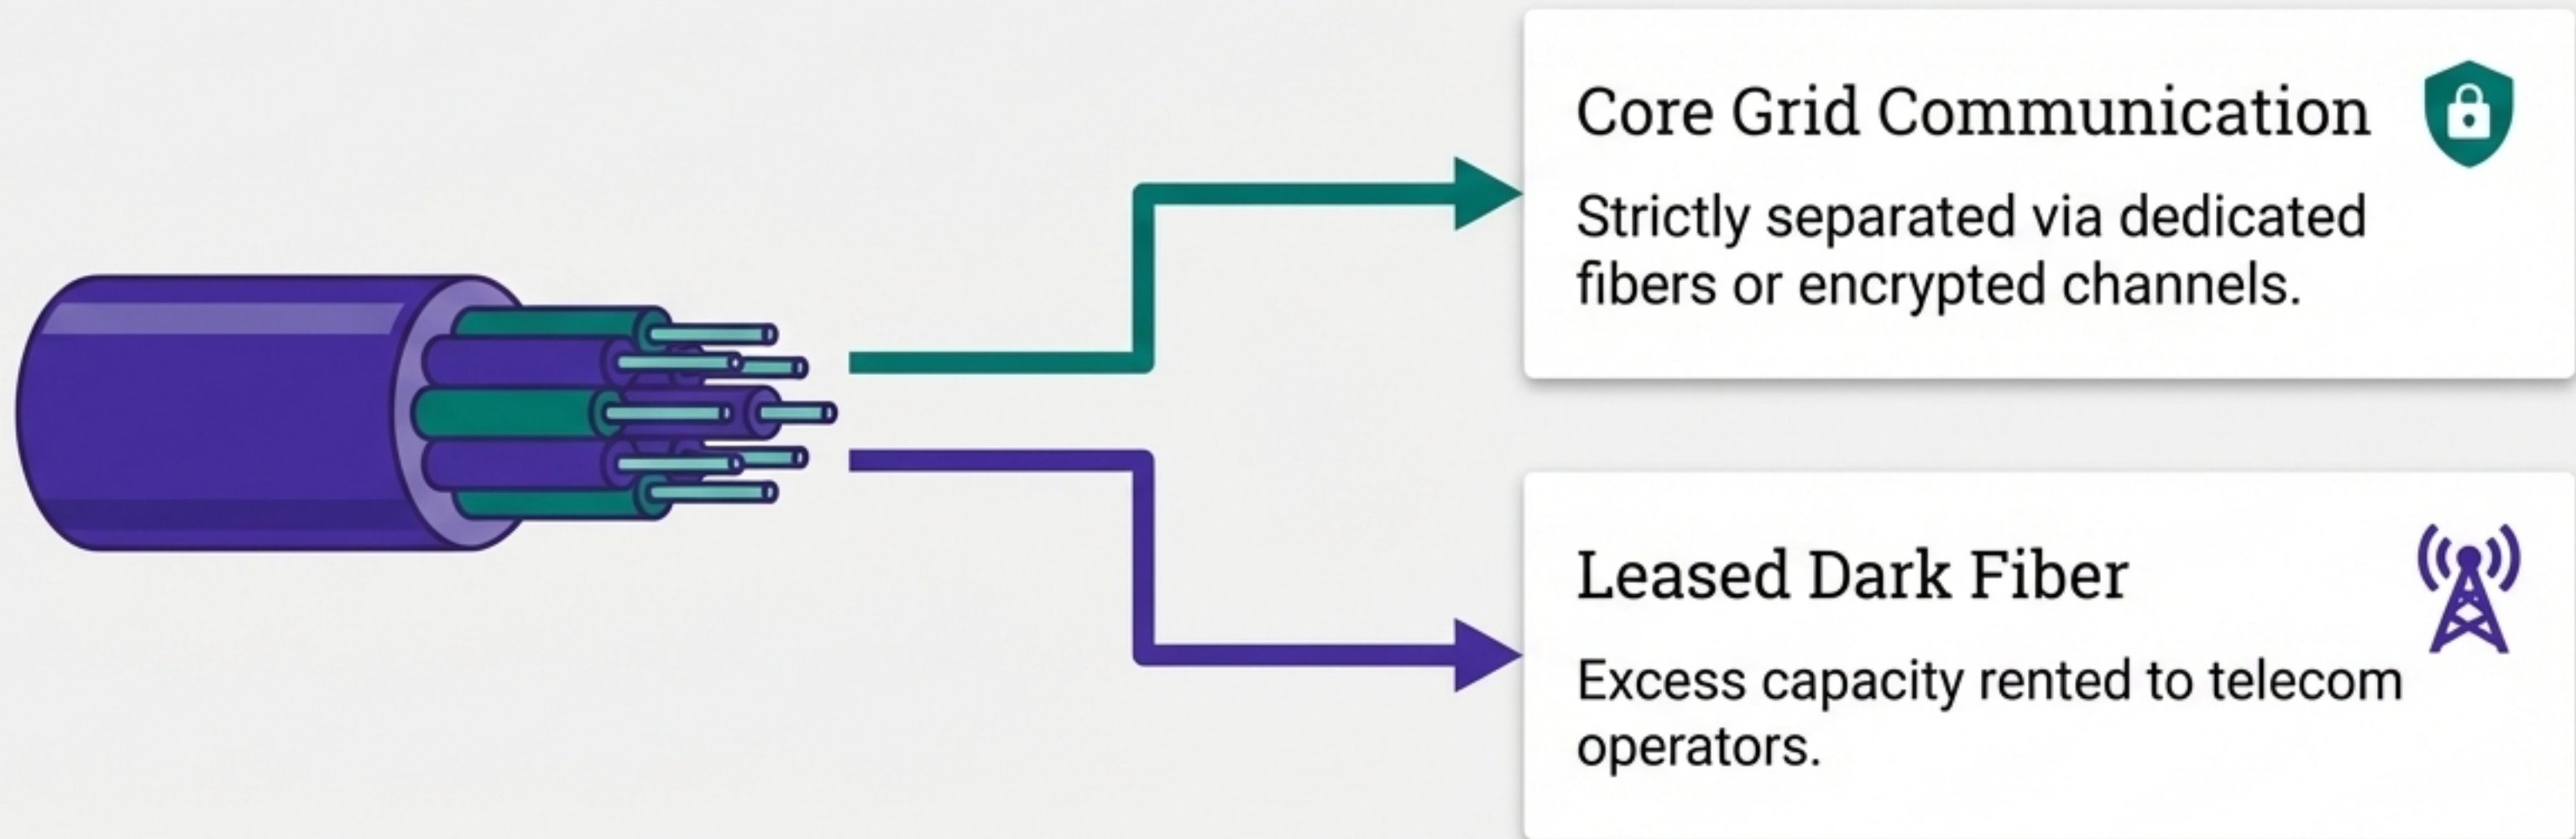 Core Grid Communication
Strictly separated via dedicated
fibers or encrypted channels.
Leased Dark Fiber
Excess capacity rented to telecom
operators.